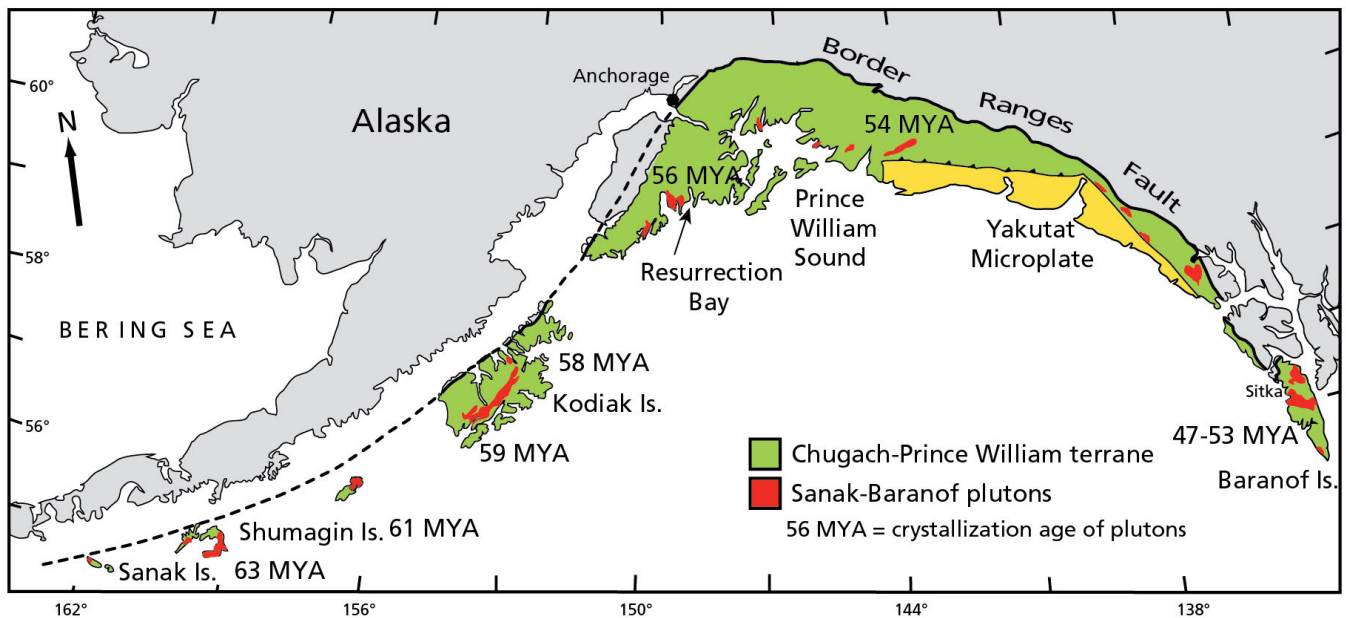 Border
Ranges
Fault
Anchorage
60°
N
Alaska
54 MYA
56 MYA
Prince
William
Sound
Yakutat
Microplate
58°
Resurrection
Bay
BERING SEA
58 MYA
Kodiak Is.
Sitka
56°
59 MYA
47-53 MYA
Baranof Is.
Chugach-Prince William terrane
Sanak-Baranof plutons
56 MYA = crystallization age of plutons
Shumagin Is. 61 MYA
Sanak Is. 63 MYA
162°
156°
150°
144°
138°